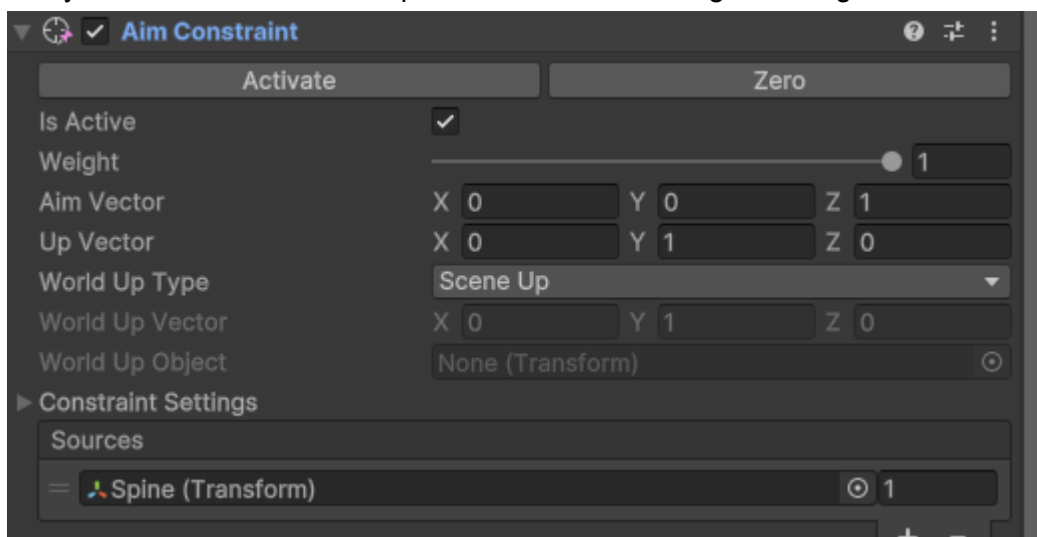 Aim Constraint
Activate Zero
Is Active
Weight 1
Aim Vector X 0 Y 0 Z 1
Up Vector X 0 Y 1 Z 0
World Up Type Scene Up
World Up Vector X 0 Y 1 Z 0
World Up Object None (Transform)
Constraint Settings
Sources
Spine (Transform) 1